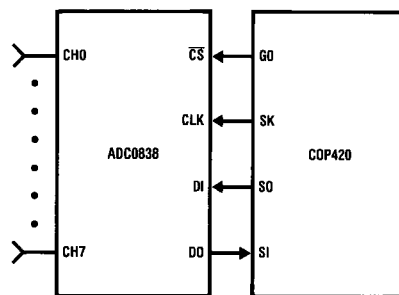 CH0 CS G0
CLK SK
ADC0838 COP420
DI SO
CH7 DO SI